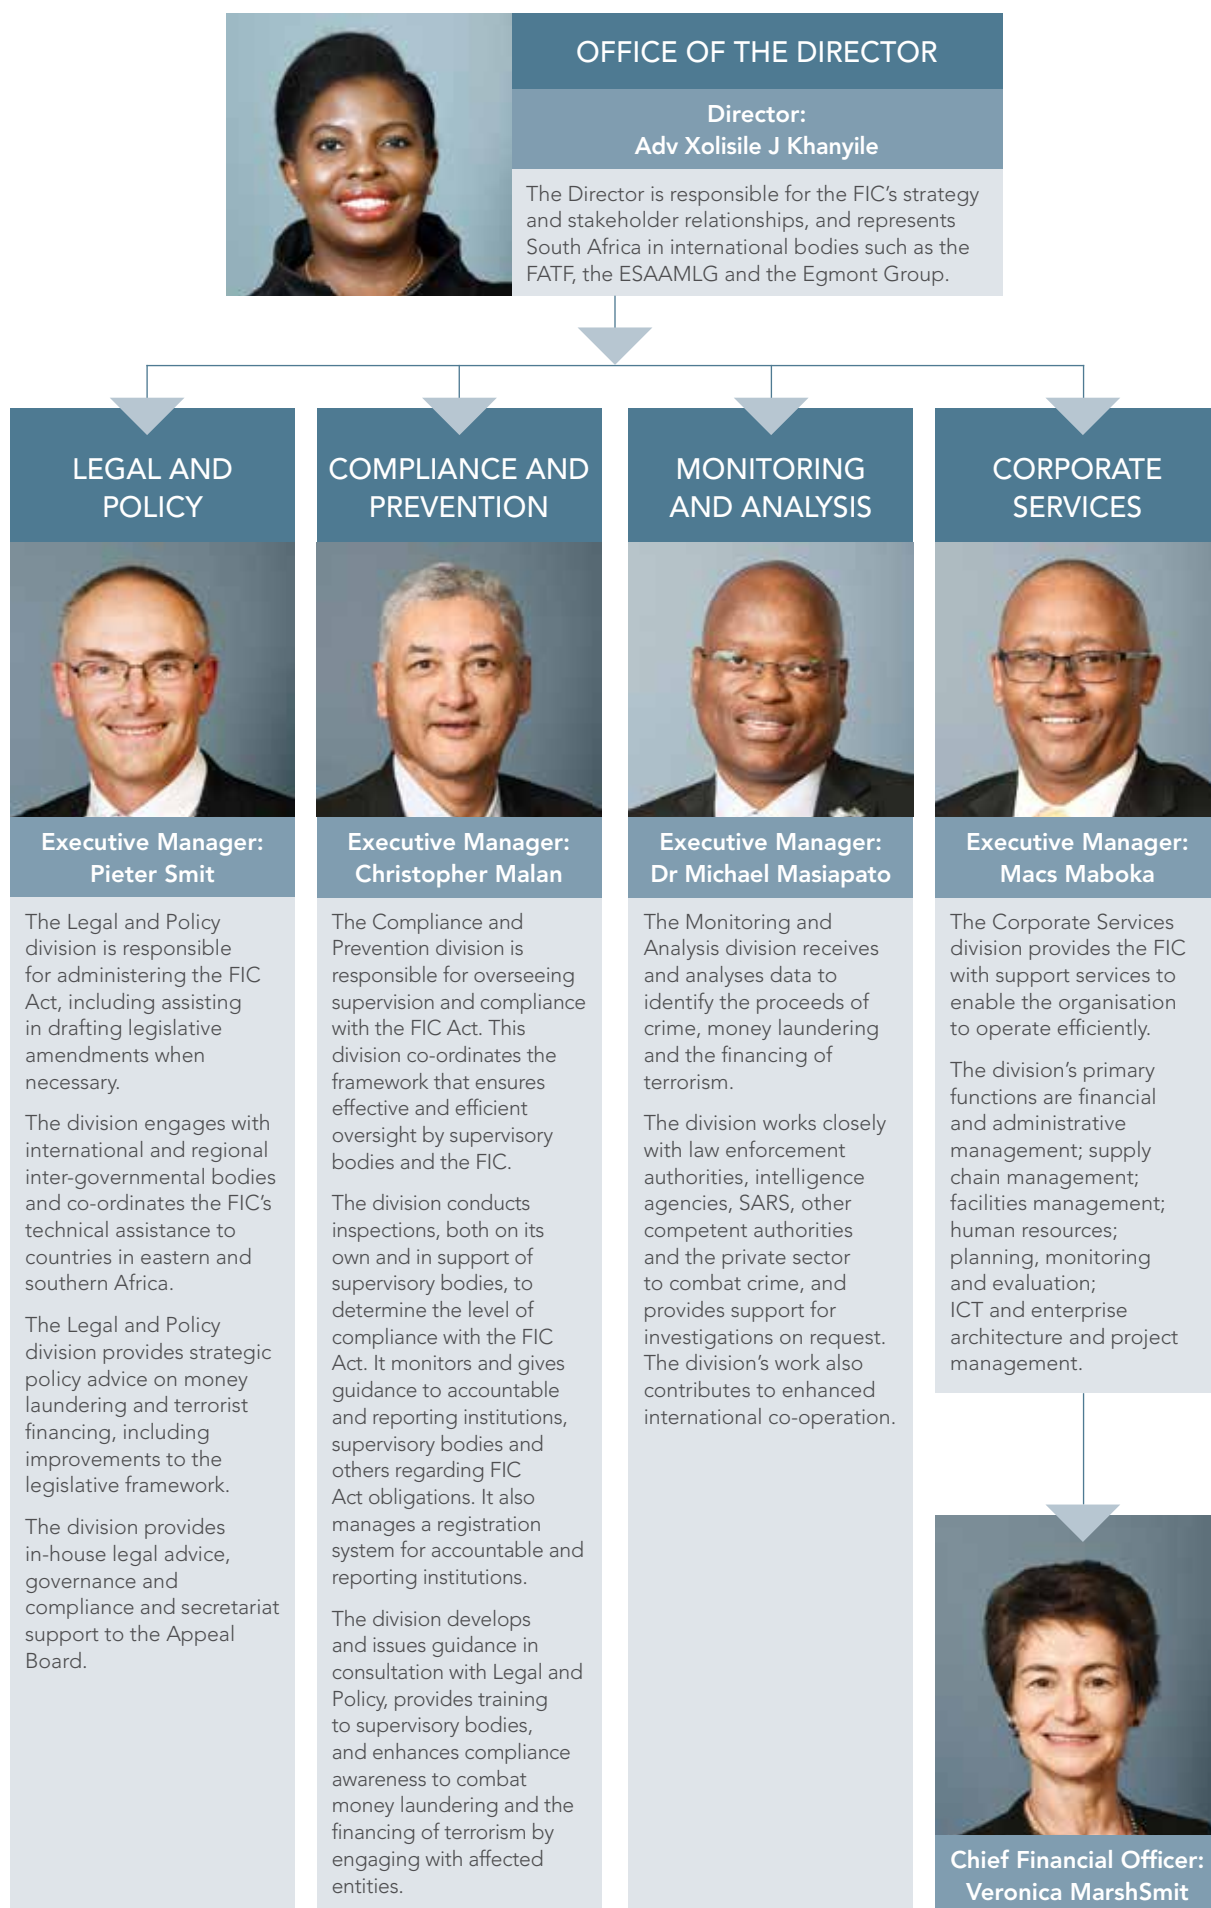 OFFICE OF THE DIRECTOR
Director:
Adv Xolisile J Khanyile
The Director is responsible for the FIC's strategy
and stakeholder relationships, and represents
South Africa in international bodies such as the
FATF, the ESAAMLG and the Egmont Group.
LEGAL AND
POLICY
Executive Manager:
Pieter Smit
The Legal and Policy
division is responsible
for administering the FIC
Act, including assisting
in drafting legislative
amendments when
necessary.
The division engages with
international and regional
inter-governmental bodies
and co-ordinates the FIC's
technical assistance to
countries in eastern and
southern Africa.
The Legal and Policy
division provides strategic
policy advice on money
laundering and terrorist
financing, including
improvements to the
legislative framework.
The division provides
in-house legal advice,
governance and
compliance and secretariat
support to the Appeal
Board.
COMPLIANCE AND
PREVENTION
Executive Manager:
Christopher Malan
The Compliance and
Prevention division is
responsible for overseeing
supervision and compliance
with the FIC Act. This
division co-ordinates the
framework that ensures
effective and efficient
oversight by supervisory
bodies and the FIC.
The division conducts
inspections, both on its
own and in support of
supervisory bodies, to
determine the level of
compliance with the FIC
Act. It monitors and gives
guidance to accountable
and reporting institutions,
supervisory bodies and
others regarding FIC
Act obligations. It also
manages a registration
system for accountable and
reporting institutions.
The division develops
and issues guidance in
consultation with Legal and
Policy, provides training
to supervisory bodies,
and enhances compliance
awareness to combat
money laundering and the
financing of terrorism by
engaging with affected
entities.
MONITORING
AND ANALYSIS
Executive Manager:
Dr Michael Masiapato
The Monitoring and
Analysis division receives
and analyses data to
identify the proceeds of
crime, money laundering
and the financing of
terrorism.
The division works closely
with law enforcement
authorities, intelligence
agencies, SARS, other
competent authorities
and the private sector
to combat crime, and
provides support for
investigations on request.
The division's work also
contributes to enhanced
international co-operation.
CORPORATE
SERVICES
Executive Manager:
Macs Maboka
The Corporate Services
division provides the FIC
with support services to
enable the organisation
to operate efficiently.
The division's primary
functions are financial
and administrative
management; supply
chain management;
facilities management;
human resources;
planning, monitoring
and evaluation;
ICT and enterprise
architecture and project
management.
Chief Financial Officer:
Veronica MarshSmit